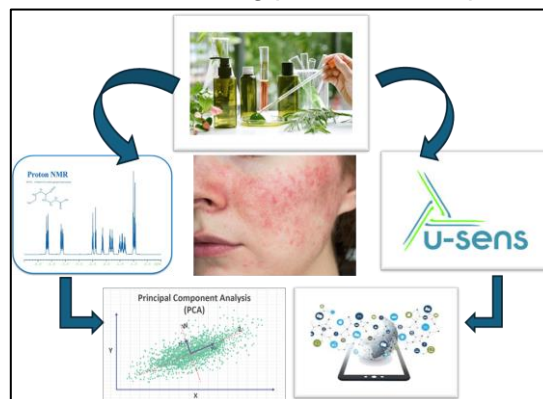 Proton NMR
u-sens
Principal Component Analysis
(PCA)
Y
X